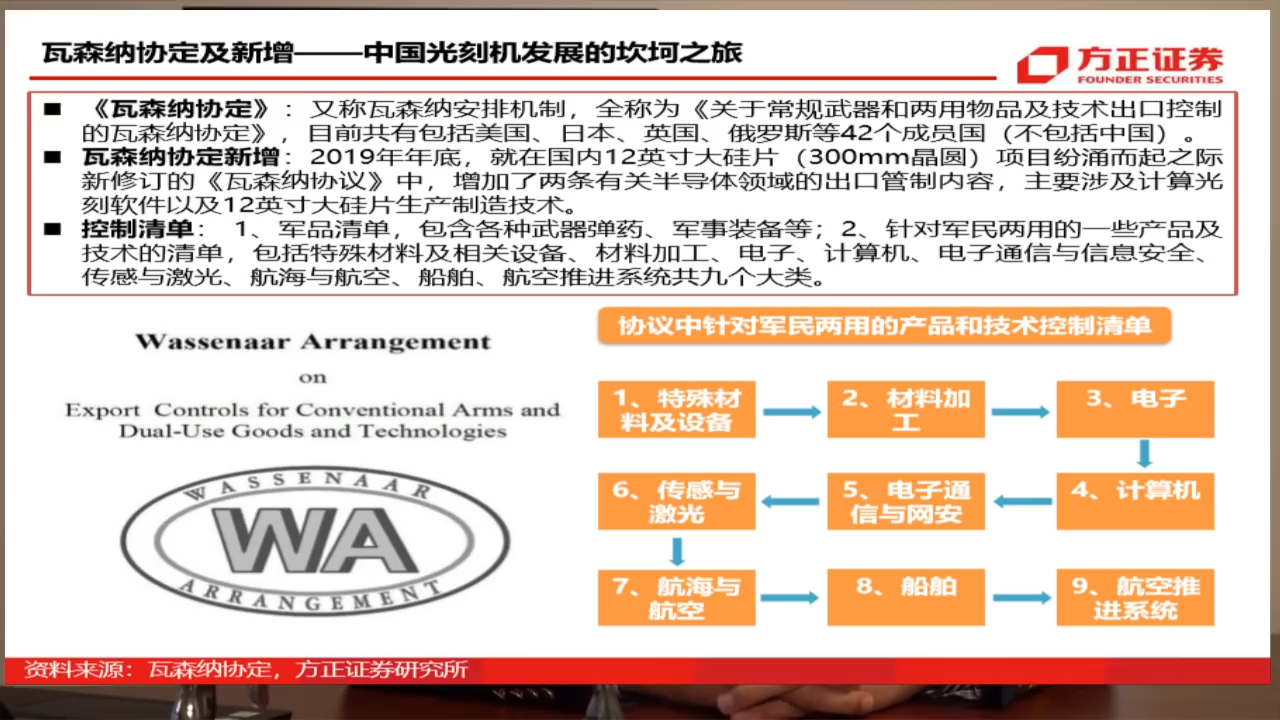 瓦森纳协定及新增——中国光刻机发展的坎坷之旅
方正证券
FOUNDER SECURITIES
■ 《瓦森纳协定》：又称瓦森纳安排机制，全称为《关于常规武器和两用物品及技术出口控制
的瓦森纳协定》，目前共有包括美国、日本、英国、俄罗斯等42个成员国（不包括中国）。
■ 瓦森纳协定新增：2019年年底，就在国内12英寸大硅片（300mm晶圆）项目纷涌而起之际
新修订的《瓦森纳协议》中，增加了两条有关半导体领域的出口管制内容，主要涉及计算光
刻软件以及12英寸大硅片生产制造技术。
■ 控制清单： 1、军品清单，包含各种武器弹药、军事装备等；2、针对军民两用的一些产品及
技术的清单，包括特殊材料及相关设备、材料加工、电子、计算机、电子通信与信息安全、
传感与激光、航海与航空、船舶、航空推进系统共九个大类。
Wassenaar Arrangement
on
Export Controls for Conventional Arms and
Dual-Use Goods and Technologies
WASSENAAR
WA
ARRANGEMENT
协议中针对军民两用的产品和技术控制清单
1、特殊材
料及设备
2、材料加
工
3、电子
4、计算机
5、电子通
信与网安
6、传感与
激光
7、航海与
航空
8、船舶
9、航空推
进系统
资料来源：瓦森纳协定，方正证券研究所